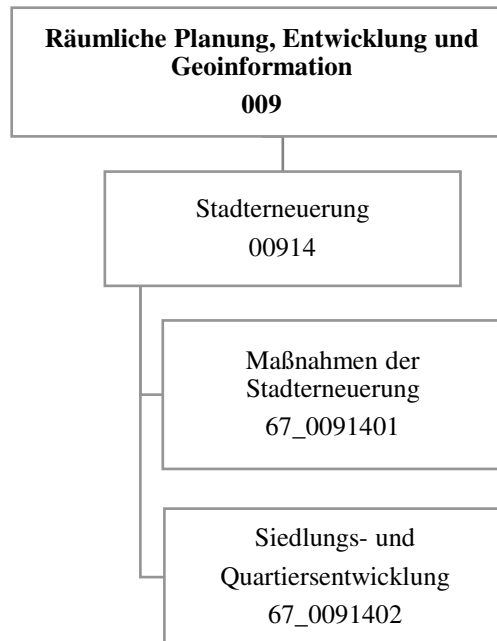 Räumliche Planung, Entwicklung und
Geoinformation
009
Stadterneuerung
00914
Maßnahmen der
Stadterneuerung
67_0091401
Siedlungs- und
Quartiersentwicklung
67_0091402